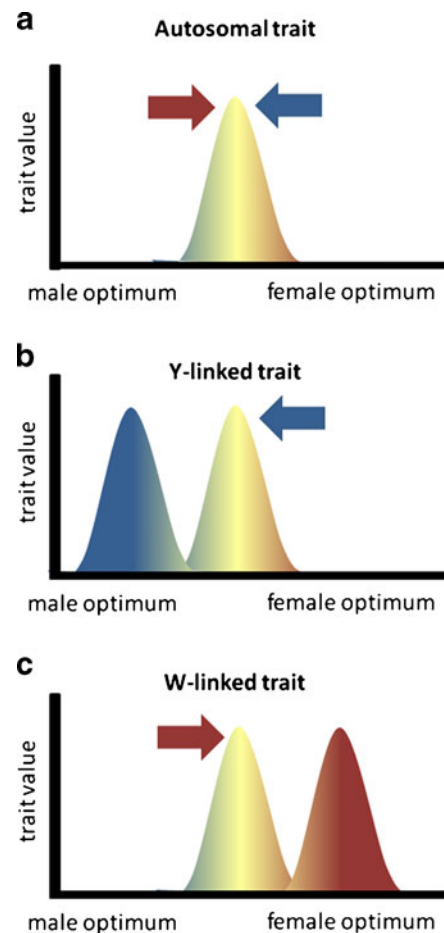 a
Autosomal trait
trait value
male optimum female optimum
b
Y-linked trait
trait value
male optimum female optimum
c
W-linked trait
trait value
male optimum female optimum